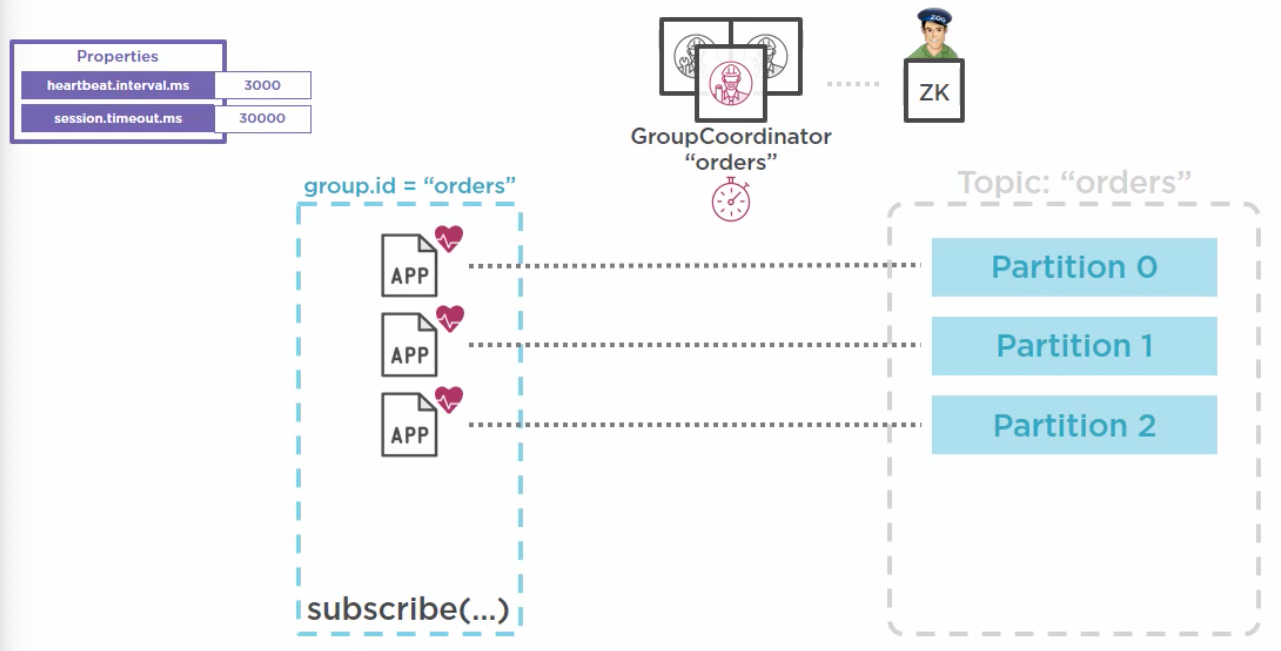 Properties
heartbeat.interval.ms 3000
session.timeout.ms 30000
ZOO
ZK
GroupCoordinator
“orders”
group.id = “orders”
Topic: “orders”
APP
Partition 0
APP
Partition 1
APP
Partition 2
subscribe(...)